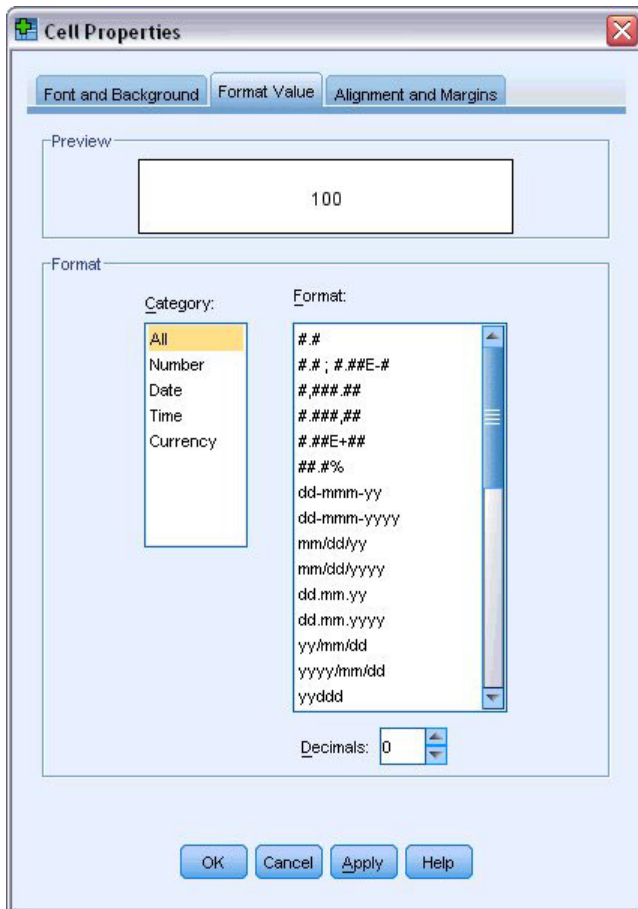 Cell Properties
Font and Background Format Value Alignment and Margins
Preview
100
Format
Category:
All
Number
Date
Time
Currency
Format:
#.#
#.# ; #.##E-#
#,###.##
#.###,##
#.##E+##
##.#%
dd-mmm-yy
dd-mmm-yyyy
mm/dd/yy
mm/dd/yyyy
dd.mm.yy
dd.mm.yyyy
yy/mm/dd
yyyy/mm/dd
yyddd
Decimals: 0
OK Cancel Apply Help